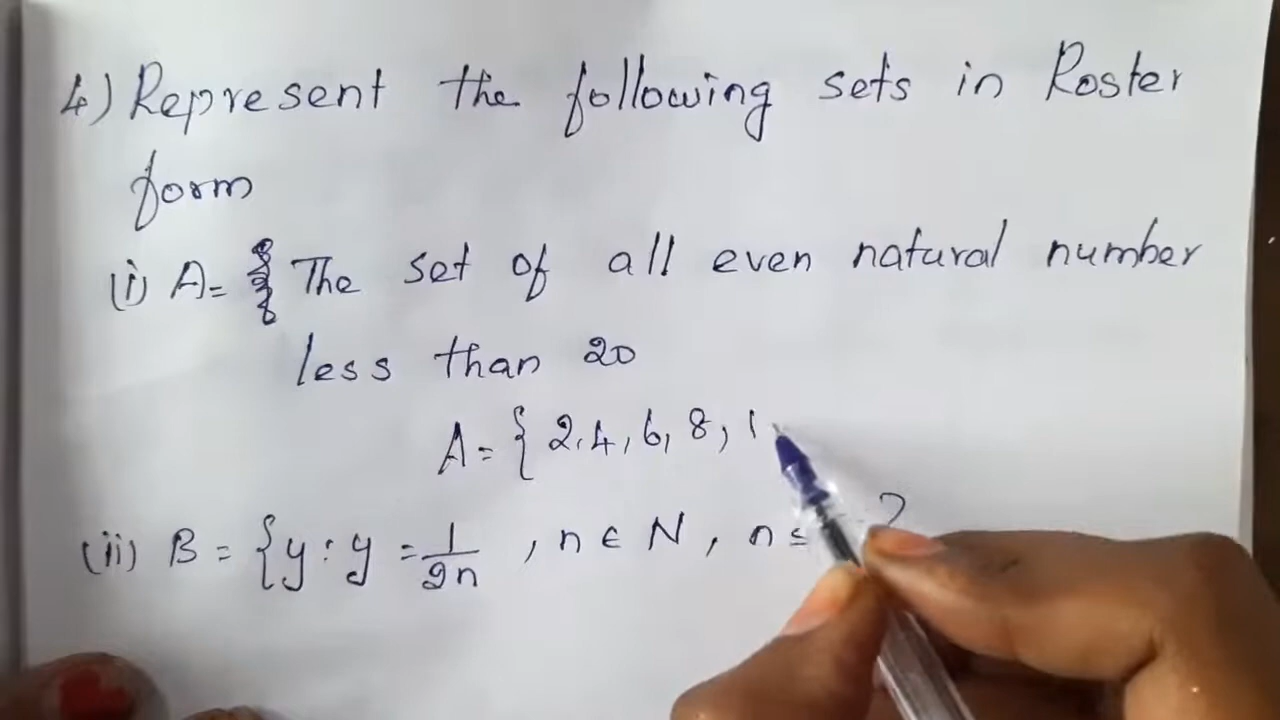 4) Represent the following sets in Roster
form
(i) A = { The set of all even natural number
less than 20
A = { 2, 4, 6, 8, 1
(ii) B = { y : y = 1/2n , n ∈ N , n ≤